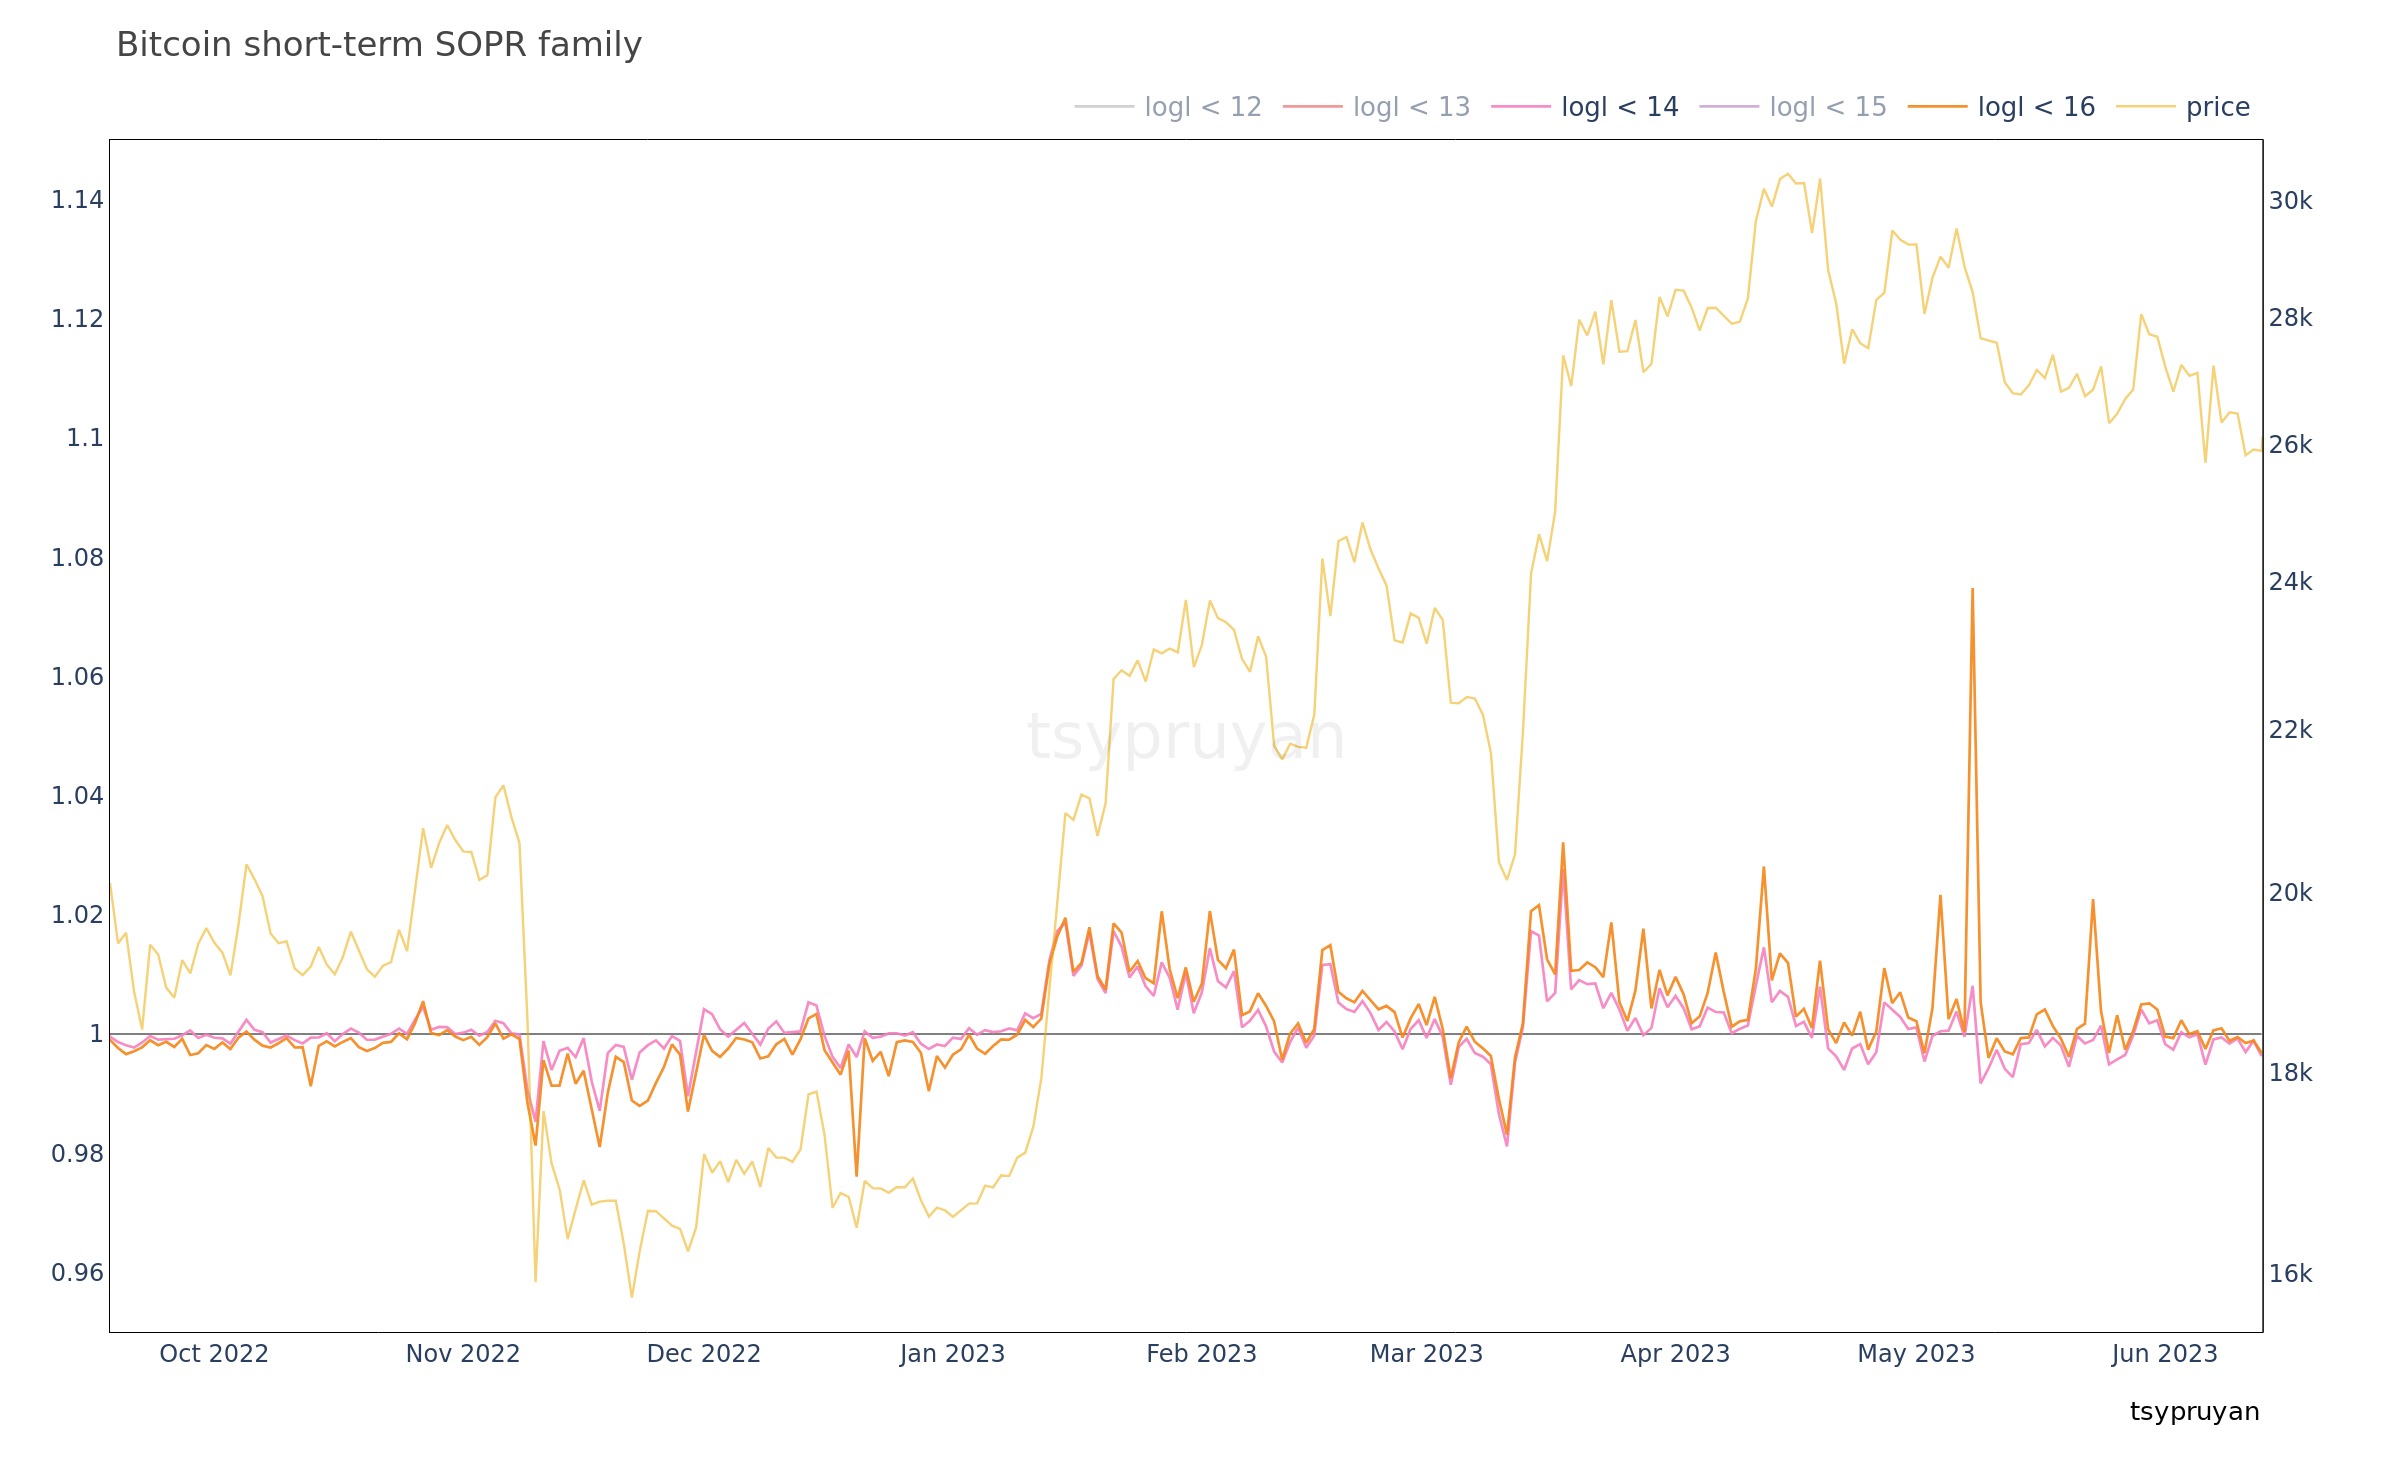 Bitcoin short-term SOPR family
logl < 12 logl < 13 logl < 14 logl < 15 logl < 16 price
1.14
1.12
1.1
1.08
1.06
1.04
1.02
1
0.98
0.96
30k
28k
26k
24k
22k
20k
18k
16k
tsypruyan
Oct 2022 Nov 2022 Dec 2022 Jan 2023 Feb 2023 Mar 2023 Apr 2023 May 2023 Jun 2023
tsypruyan